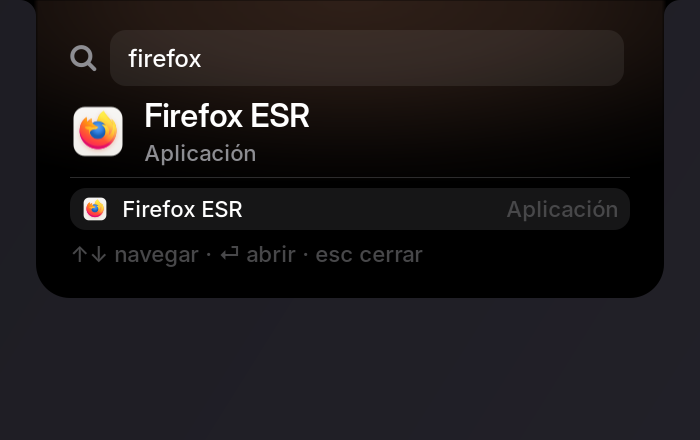 firefox
Firefox ESR
Aplicación
Firefox ESR Aplicación
↑↓ navegar · ↵ abrir · esc cerrar